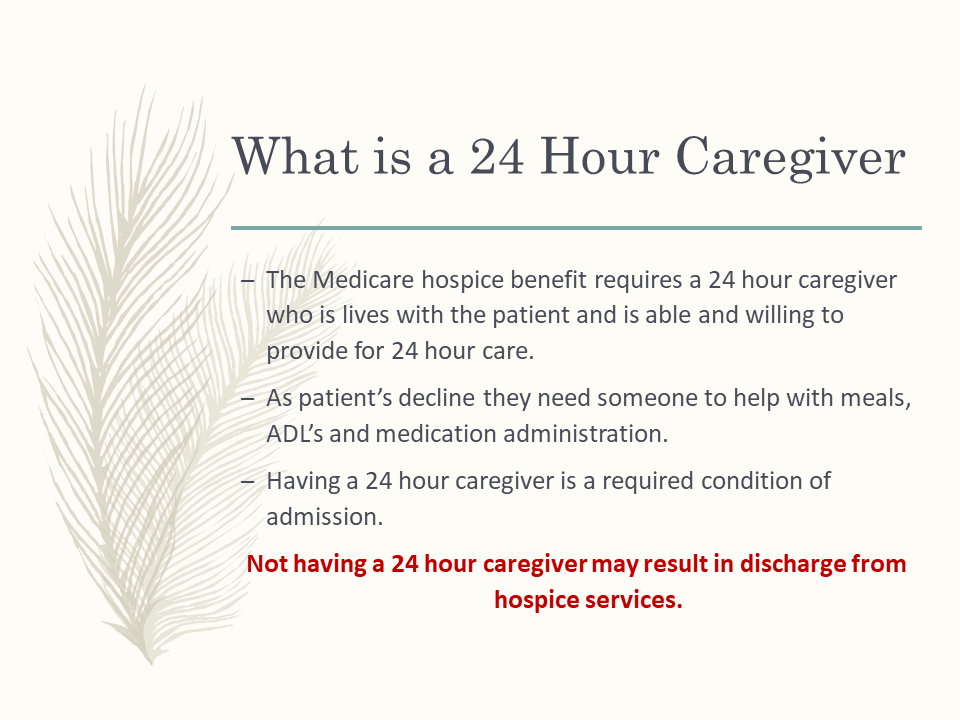 What is a 24 Hour Caregiver
– The Medicare hospice benefit requires a 24 hour caregiver
who is lives with the patient and is able and willing to
provide for 24 hour care.
– As patient’s decline they need someone to help with meals,
ADL’s and medication administration.
– Having a 24 hour caregiver is a required condition of
admission.
Not having a 24 hour caregiver may result in discharge from
hospice services.